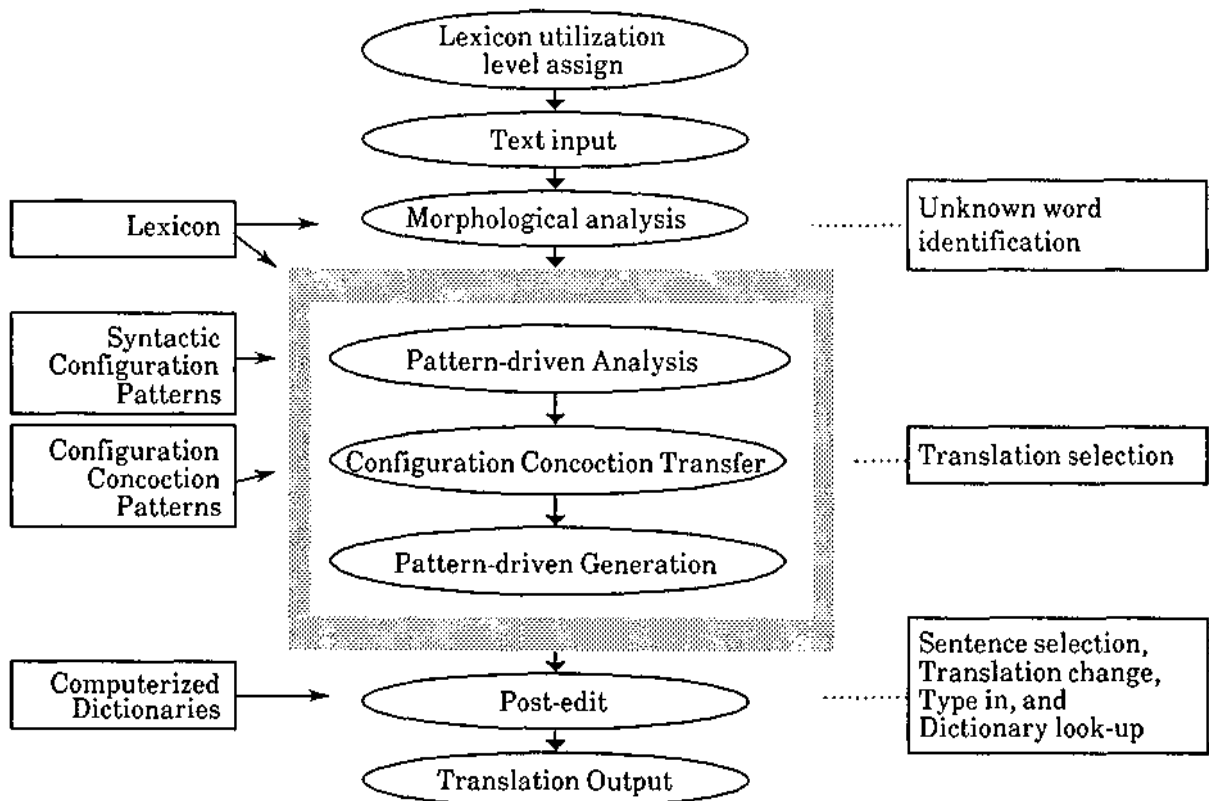 Lexicon utilization
level assign
Text input
Lexicon
Morphological analysis
Unknown word
identification
Syntactic
Configuration
Patterns
Pattern-driven Analysis
Configuration
Concoction
Patterns
Configuration Concoction Transfer
Translation selection
Pattern-driven Generation
Computerized
Dictionaries
Post-edit
Sentence selection,
Translation change,
Type in, and
Dictionary look-up
Translation Output